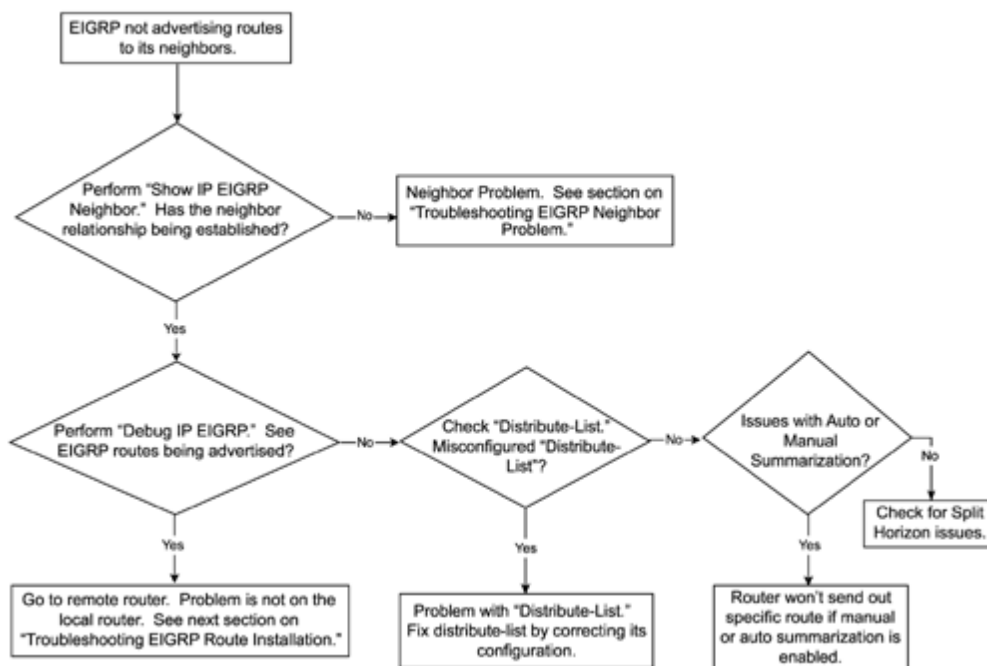 EIGRP not advertising routes
to its neighbors.
Perform "Show IP EIGRP
Neighbor." Has the neighbor
relationship being established?
No
Neighbor Problem. See section on
"Troubleshooting EIGRP Neighbor
Problem."
Yes
Perform "Debug IP EIGRP." See
EIGRP routes being advertised?
No
Check "Distribute-List."
Misconfigured "Distribute-
List"?
No
Issues with Auto or
Manual
Summarization?
No
Check for Split
Horizon issues.
Yes
Go to remote router. Problem is not on the
local router. See next section on
"Troubleshooting EIGRP Route Installation."
Yes
Problem with "Distribute-List."
Fix distribute-list by correcting its
configuration.
Yes
Router won't send out
specific route if manual
or auto summarization is
enabled.